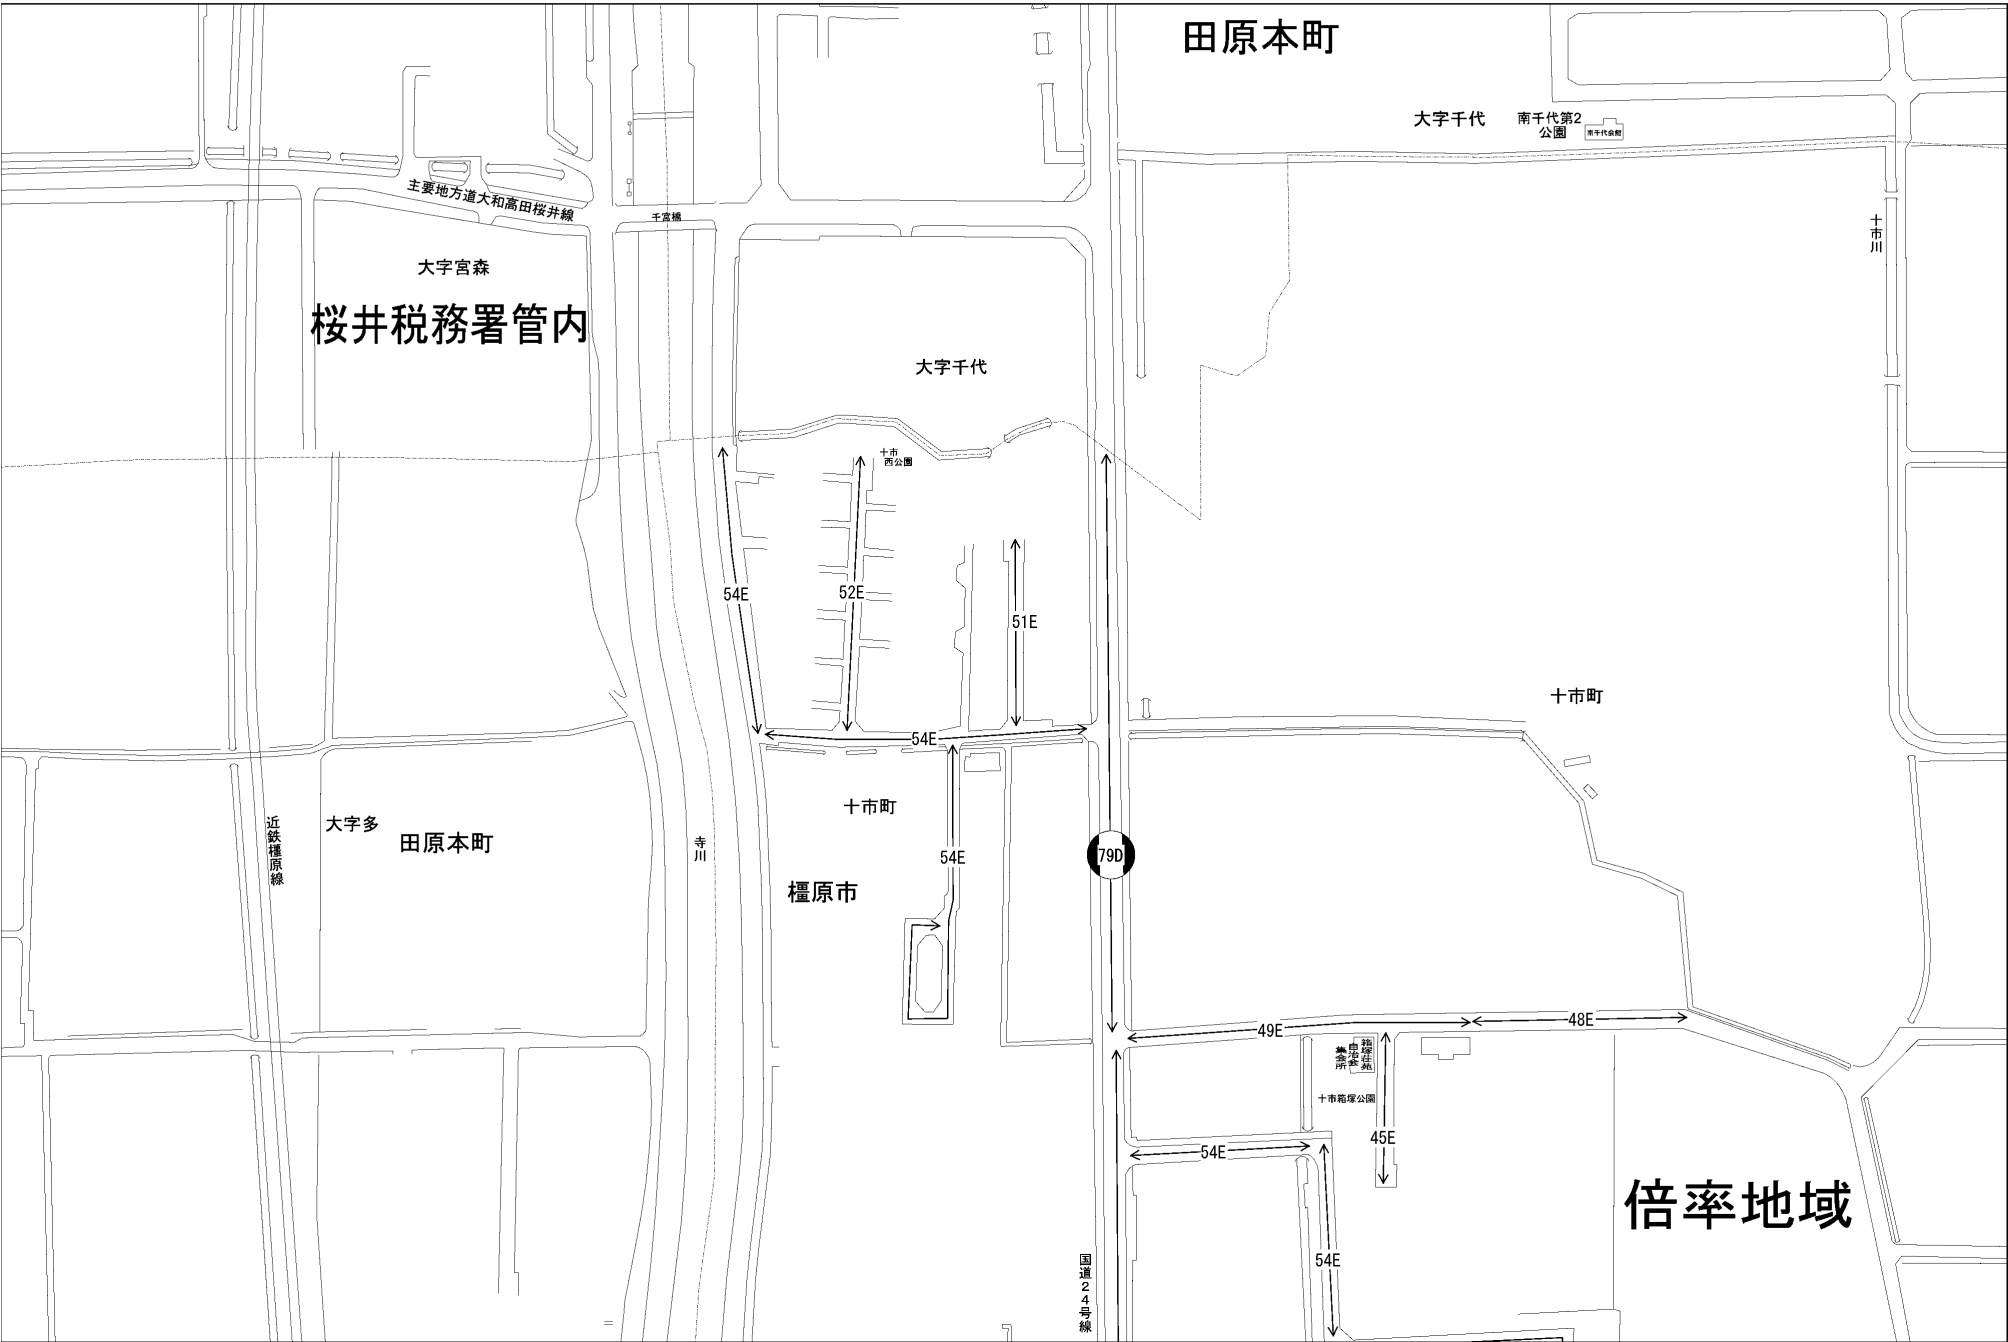 田原本町
大字千代
南千代第2
公園
南千代会館
主要地方道大和高田桜井線
千宮橋
十市川
大字宮森
桜井税務署管内
大字千代
十市
西公園
54E
52E
51E
十市町
54E
十市町
大字多
田原本町
近鉄橿原線
寺川
54E
79D
橿原市
49E
48E
箱塚荘苑
自治会
集会所
十市箱塚公園
45E
54E
倍率地域
54E
国道24号線